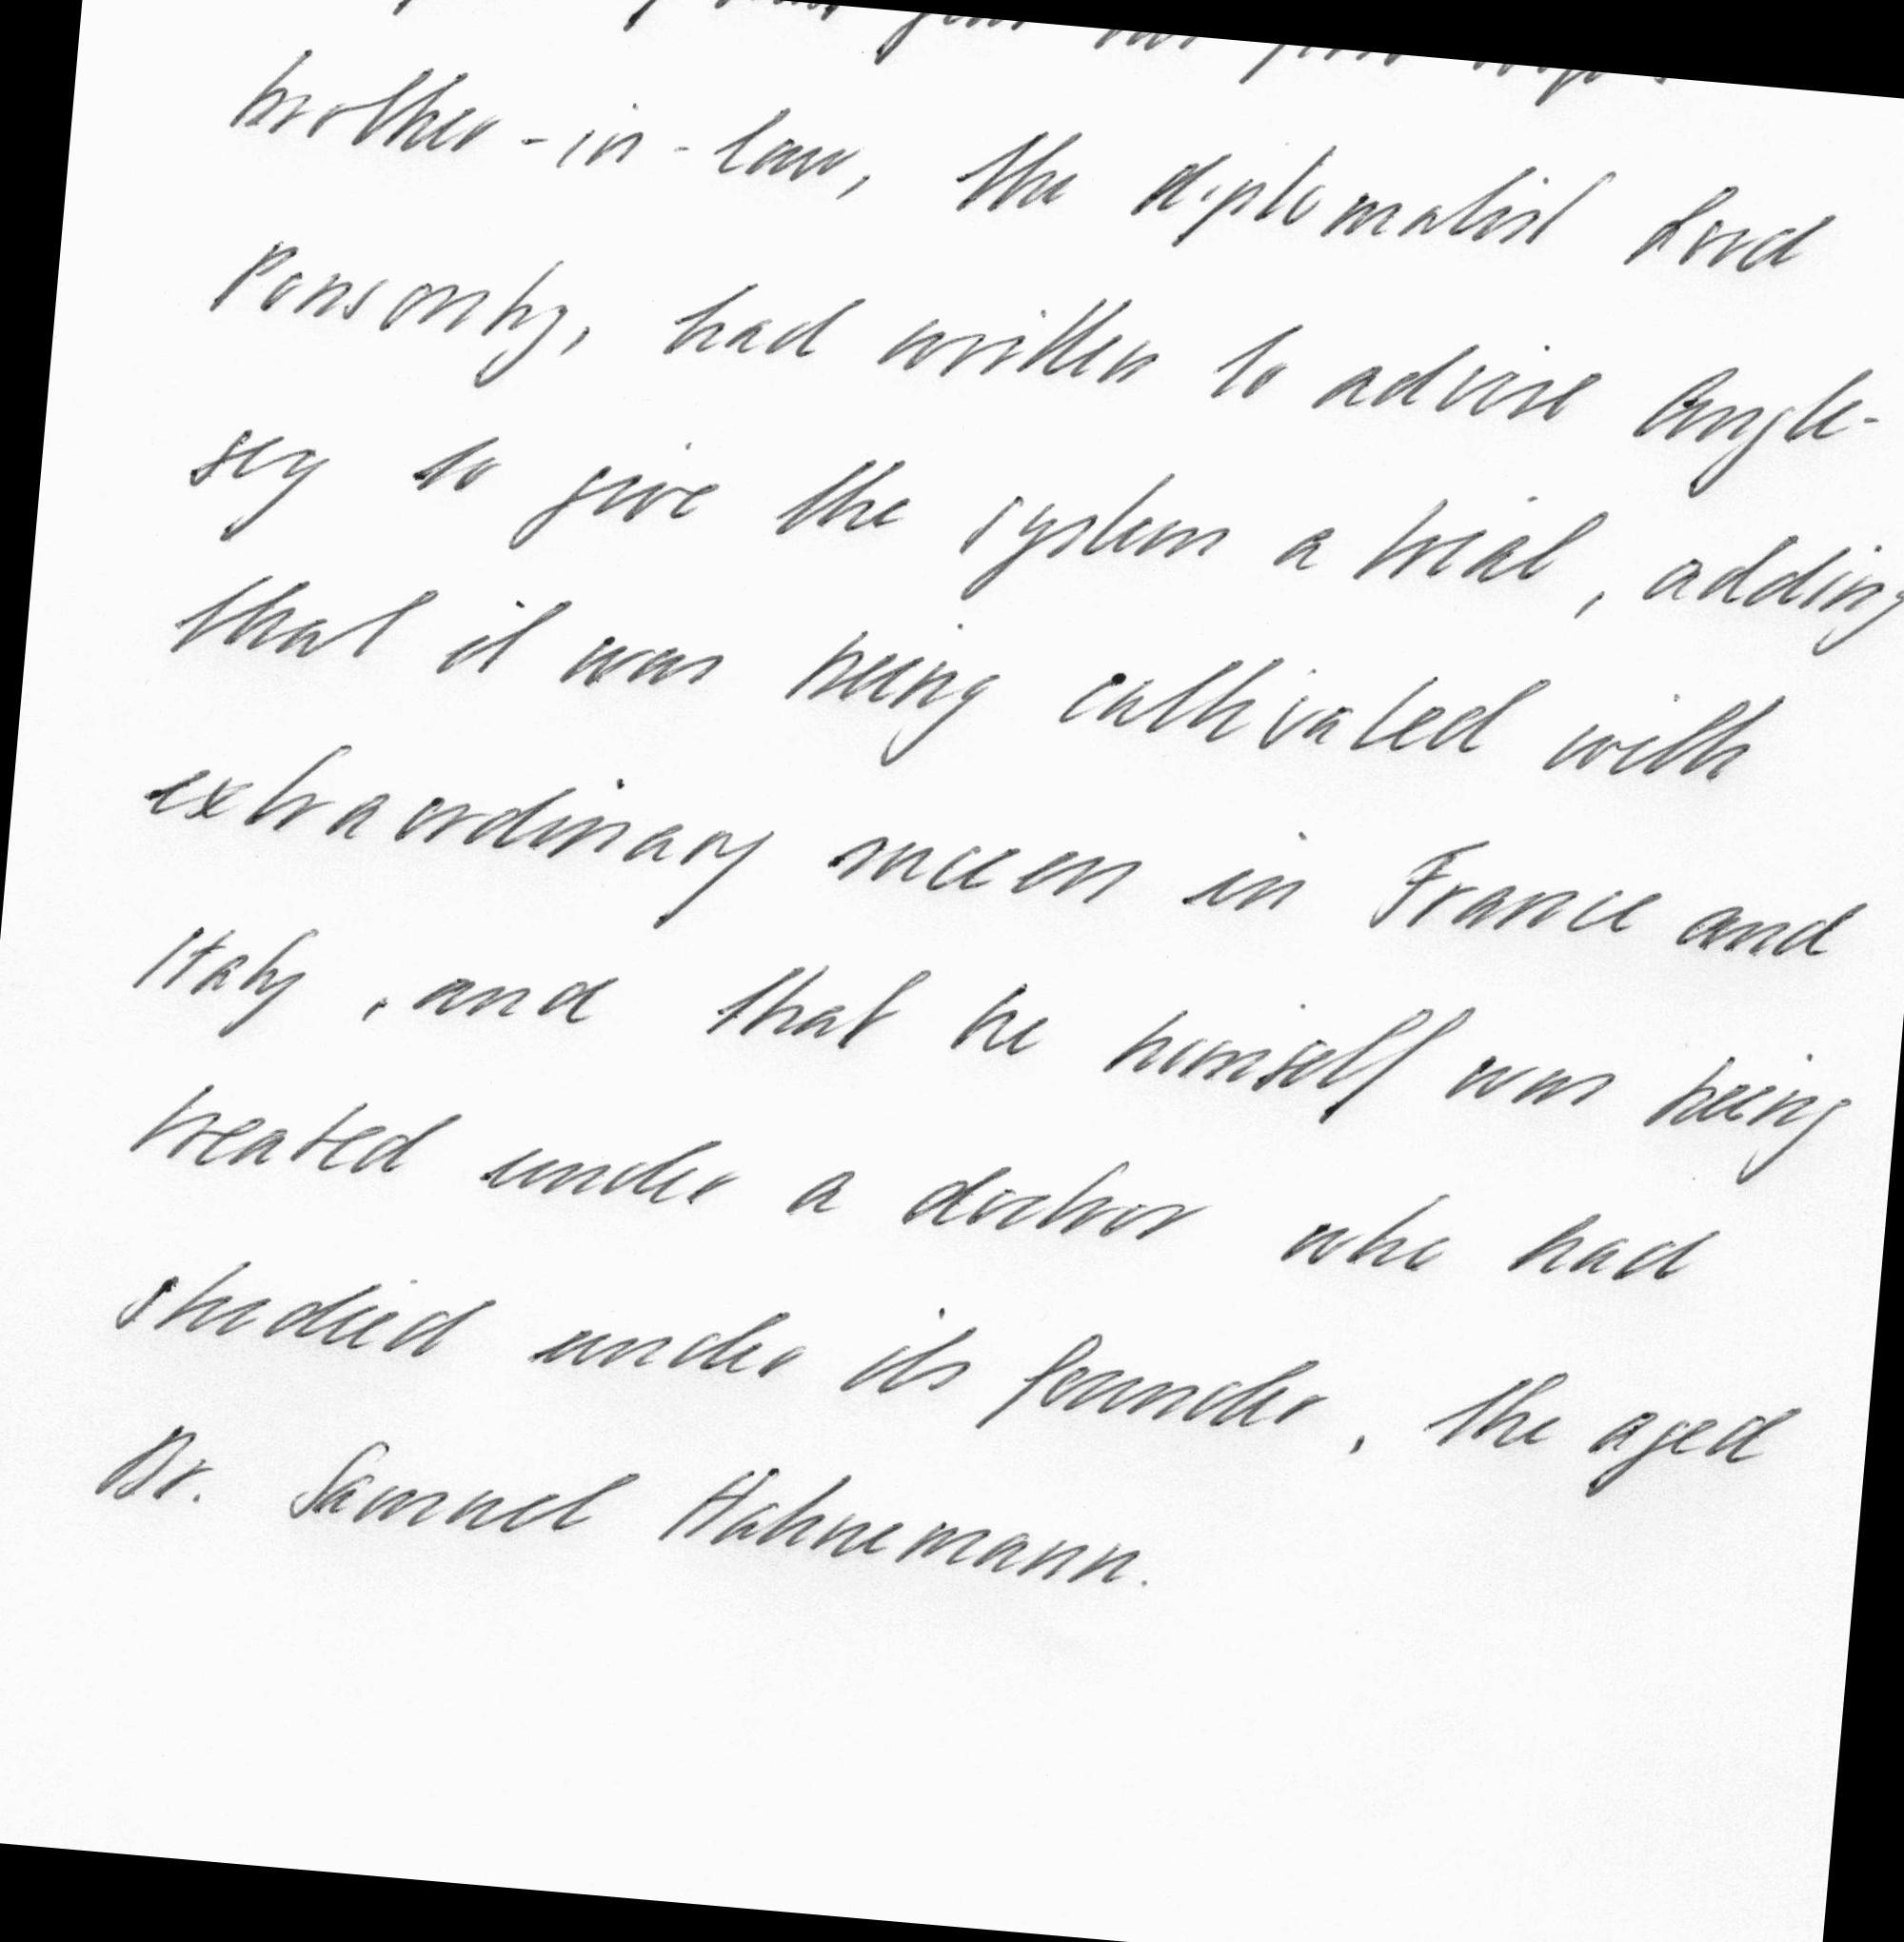 brother-in-law, the diplomatist Lord
Ponsonby, had written to advise Angle-
sey to give the system a trial, adding
that it was being cultivated with
extraordinary success in France and
Italy, and that he himself was being
treated under a doctor who had
studied under its founder, the aged
Dr. Samuel Hahnemann.